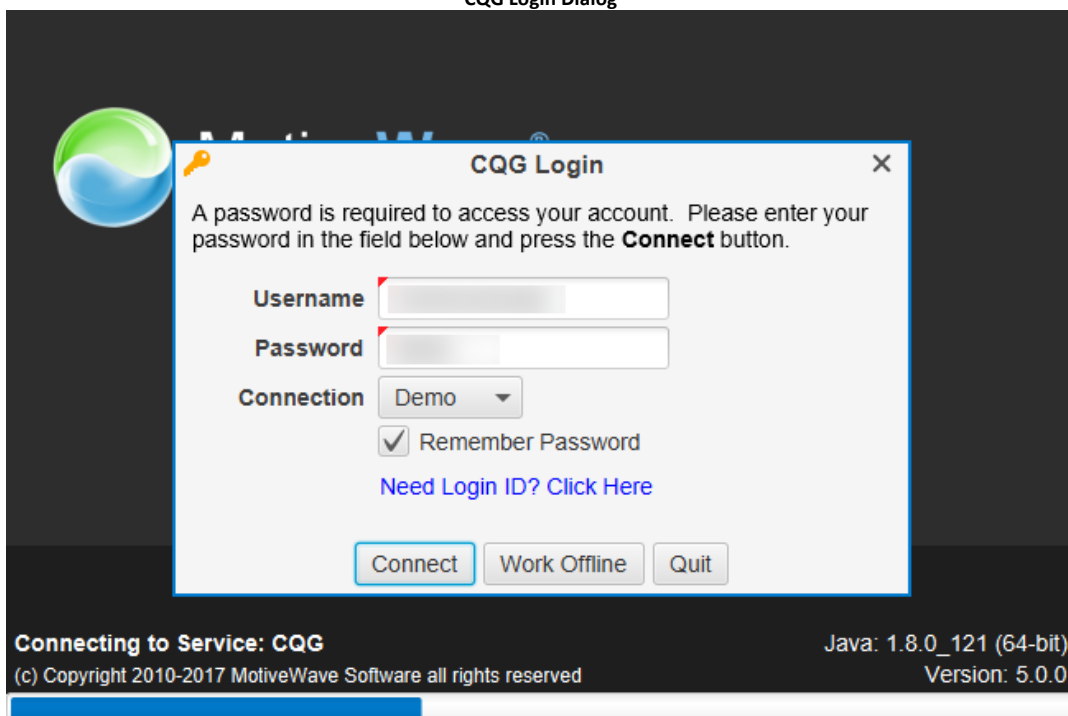 CQG Login Dialog
CQG Login
A password is required to access your account.  Please enter your
password in the field below and press the Connect button.
Username
Password
Connection Demo
Remember Password
Need Login ID? Click Here
Connect Work Offline Quit
Connecting to Service: CQG
Java: 1.8.0_121 (64-bit)
(c) Copyright 2010-2017 MotiveWave Software all rights reserved
Version: 5.0.0